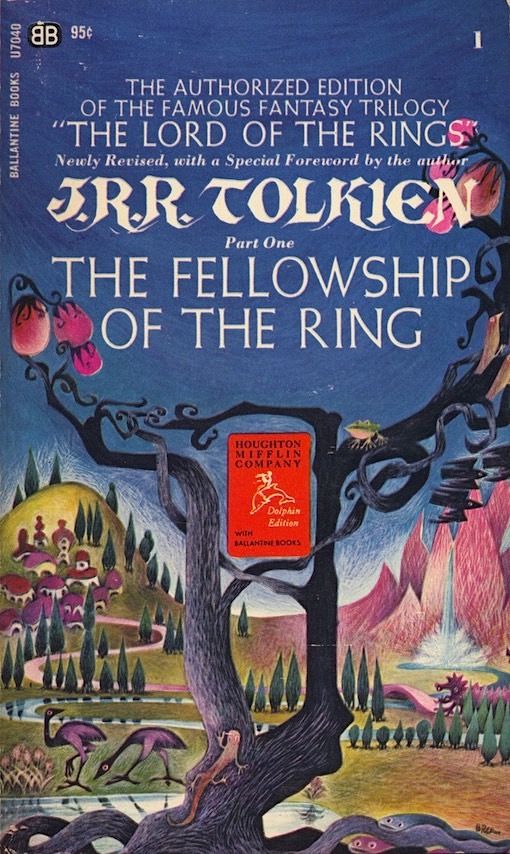 BALLANTINE BOOKS U7040
BB 95¢
1
THE AUTHORIZED EDITION
OF THE FAMOUS FANTASY TRILOGY
"THE LORD OF THE RINGS"
Newly Revised, with a Special Foreword by the author
J.R.R. TOLKIEN
Part One
THE FELLOWSHIP
OF THE RING
HOUGHTON
MIFFLIN
COMPANY
Dolphin
Edition
WITH
BALLANTINE BOOKS